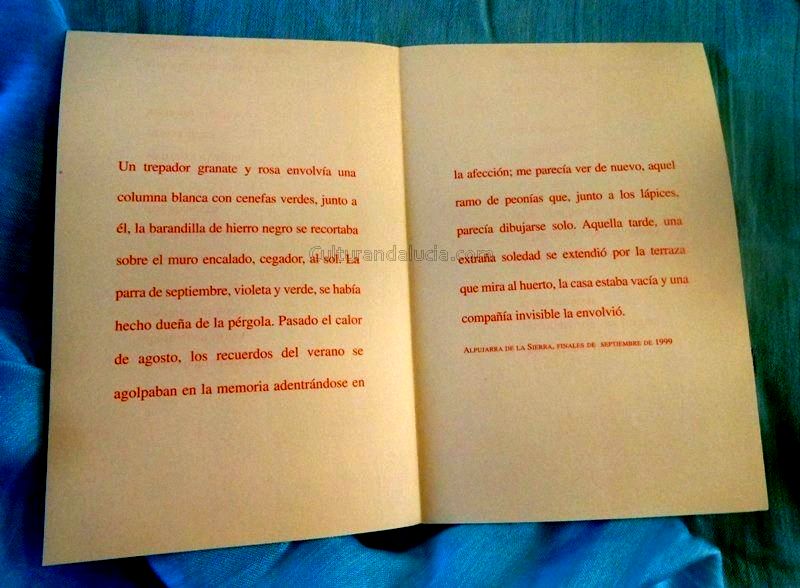 Un trepador granate y rosa envolvía una
columna blanca con cenefas verdes, junto a
él, la barandilla de hierro negro se recortaba
sobre el muro encalado, cegador, al sol. La
parra de septiembre, violeta y verde, se había
hecho dueña de la pérgola. Pasado el calor
de agosto, los recuerdos del verano se
agolpaban en la memoria adentrándose en
la afección; me parecía ver de nuevo, aquel
ramo de peonías que, junto a los lápices,
parecía dibujarse solo. Aquella tarde, una
extraña soledad se extendió por la terraza
que mira al huerto, la casa estaba vacía y una
compañía invisible la envolvió.
Alpujarra de la Sierra, finales de septiembre de 1999
Culturandalucia.com